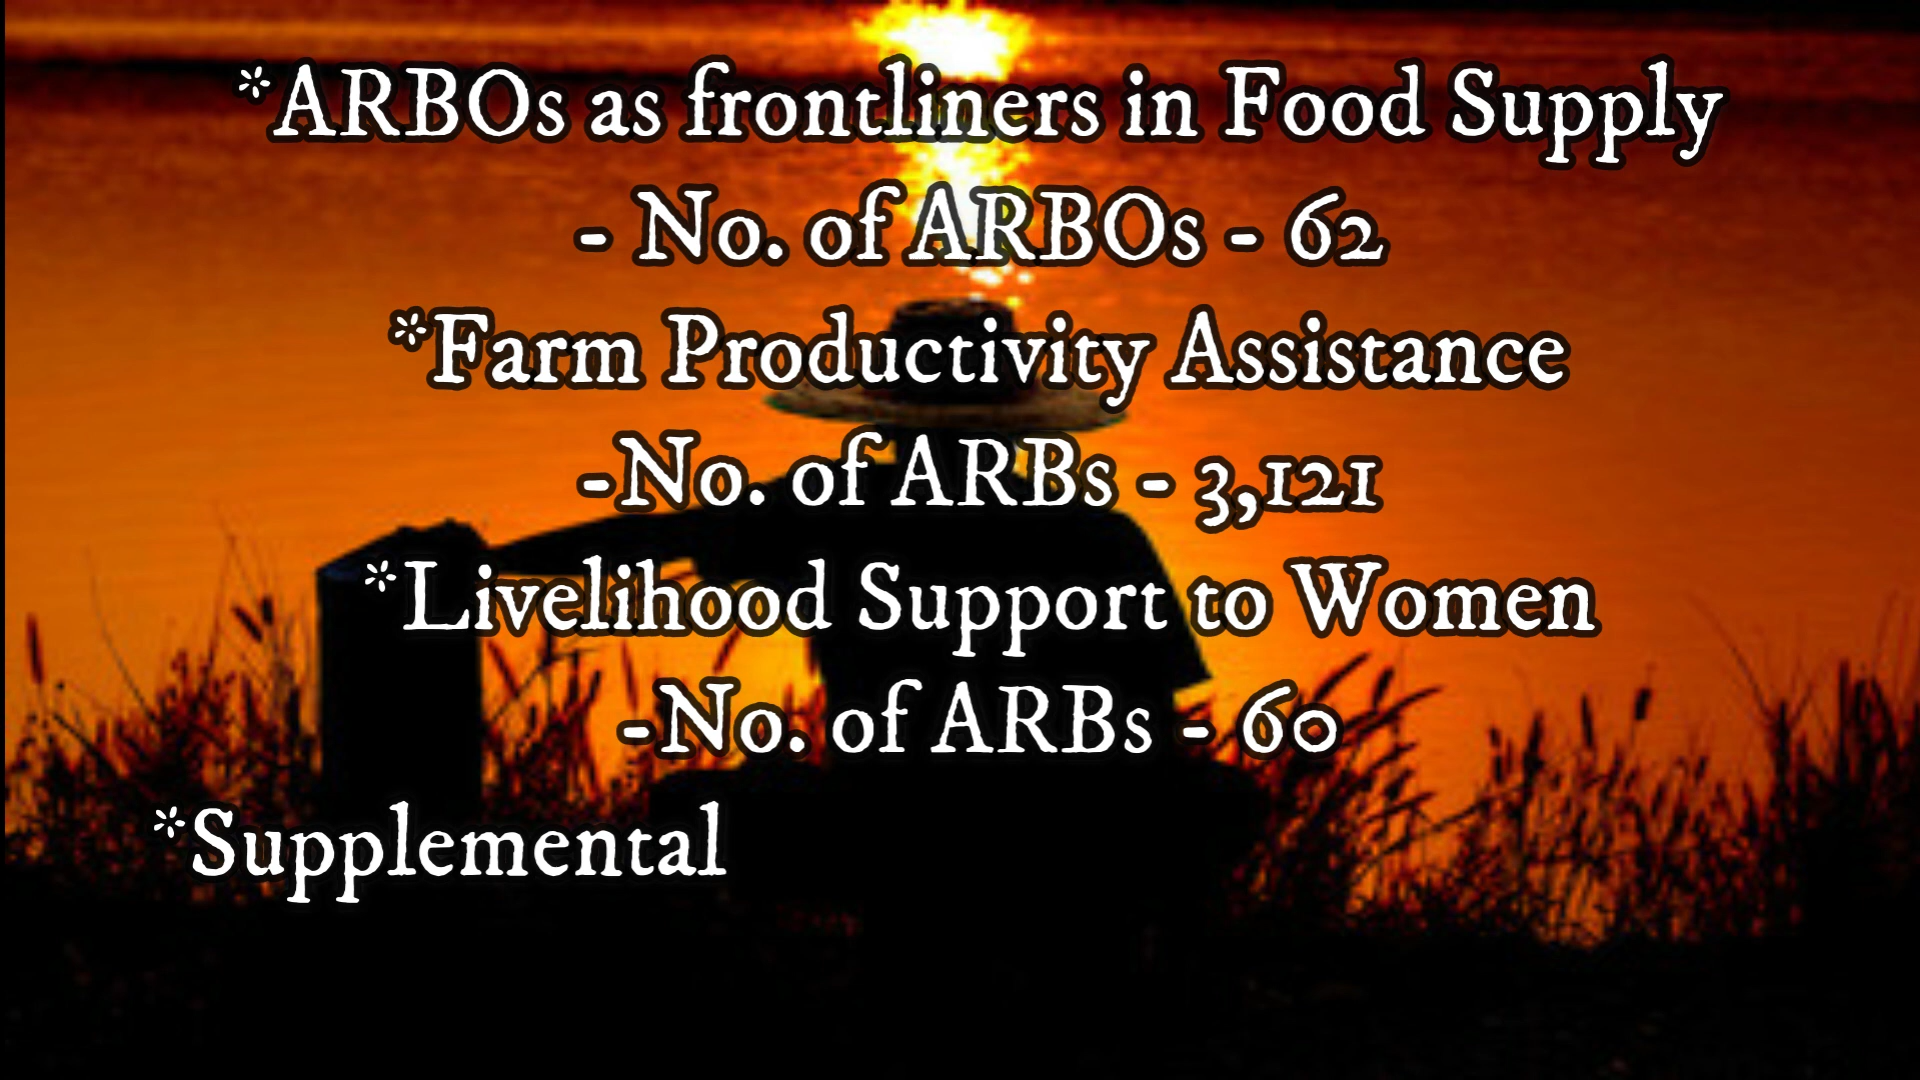 *ARBOs as frontliners in Food Supply
- No. of ARBOs - 62
*Farm Productivity Assistance
-No. of ARBs - 3,121
*Livelihood Support to Women
-No. of ARBs - 60
*Supplemental